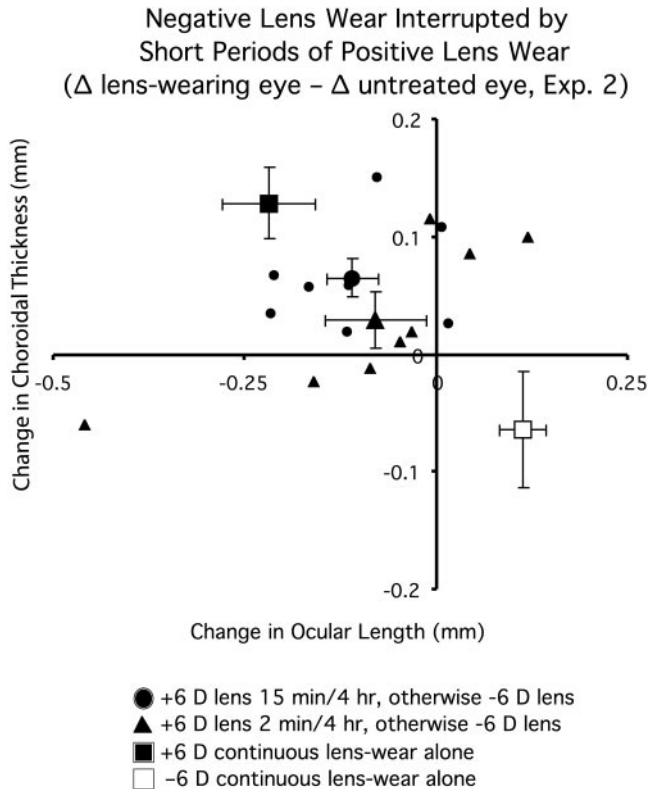 Negative Lens Wear Interrupted by
Short Periods of Positive Lens Wear
(Δ lens-wearing eye – Δ untreated eye, Exp. 2)
Change in Choroidal Thickness (mm)
0.2
0.1
0
-0.5
-0.25
0
0.25
-0.1
-0.2
Change in Ocular Length (mm)
+6 D lens 15 min/4 hr, otherwise -6 D lens
+6 D lens 2 min/4 hr, otherwise -6 D lens
+6 D continuous lens-wear alone
–6 D continuous lens-wear alone